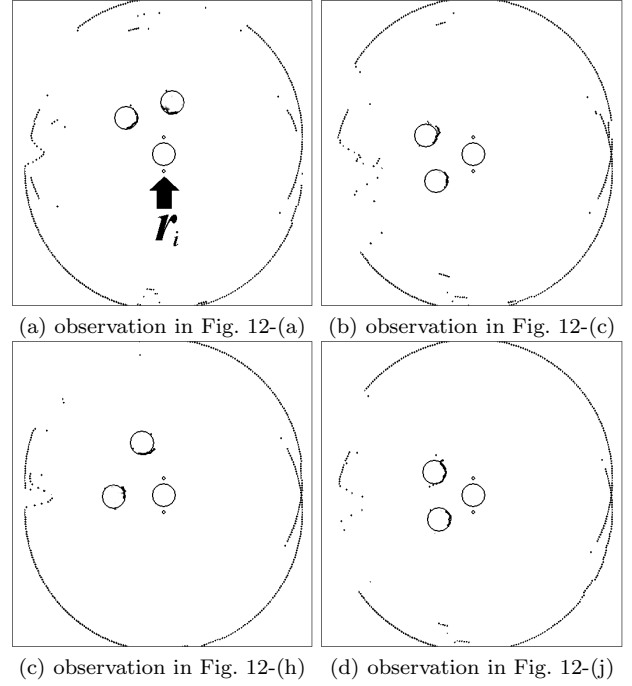 r_i
(a) observation in Fig. 12-(a)
(b) observation in Fig. 12-(c)
(c) observation in Fig. 12-(h)
(d) observation in Fig. 12-(j)